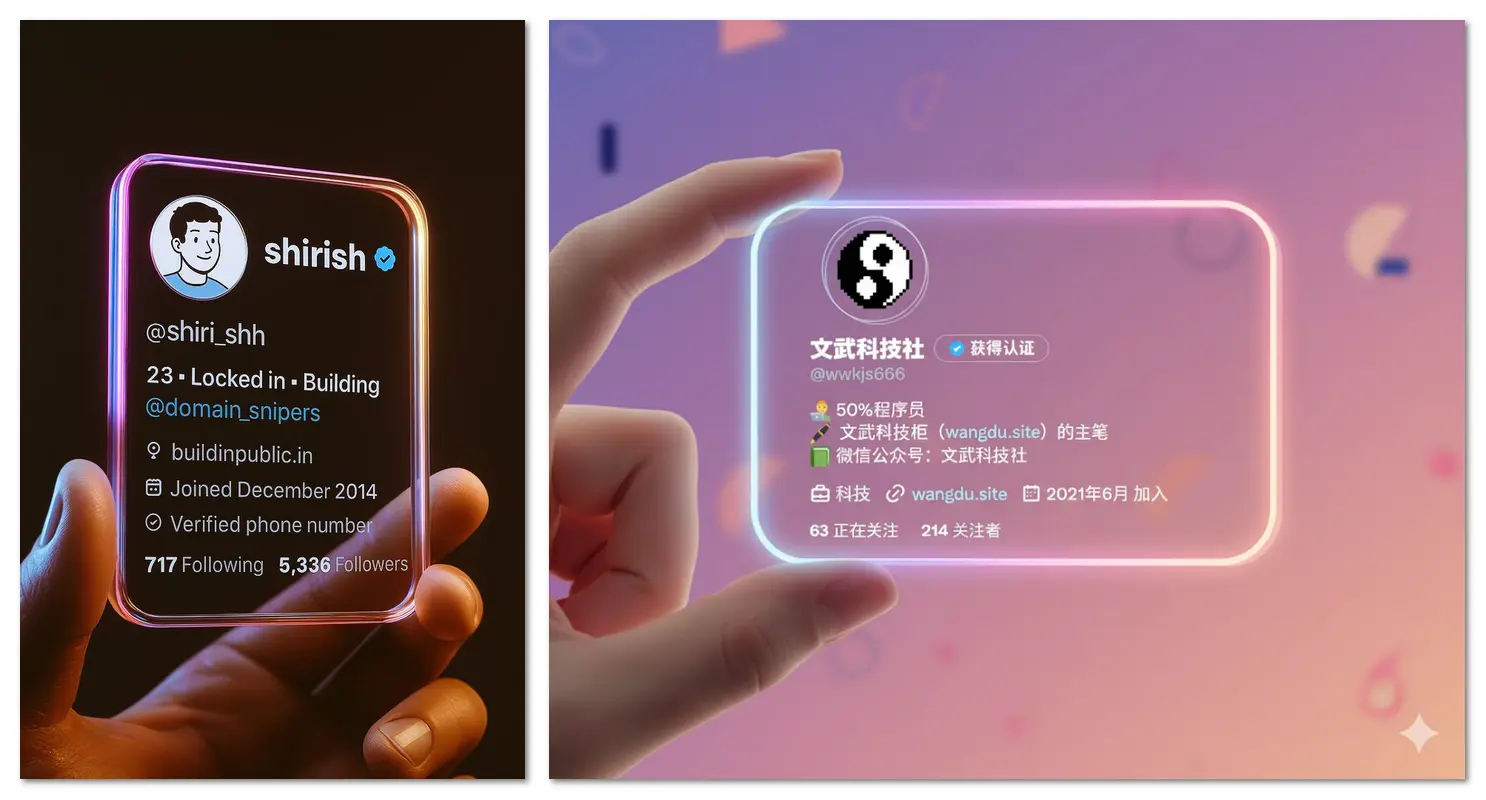 shirish
@shiri_shh
23 ▪ Locked in ▪ Building
@domain_snipers
buildinpublic.in
Joined December 2014
Verified phone number
717 Following 5,336 Followers
文武科技社 获得认证
@wwkjs666
50%程序员
文武科技柜（wangdu.site）的主笔
微信公众号：文武科技社
科技 wangdu.site 2021年6月 加入
63 正在关注 214 关注者